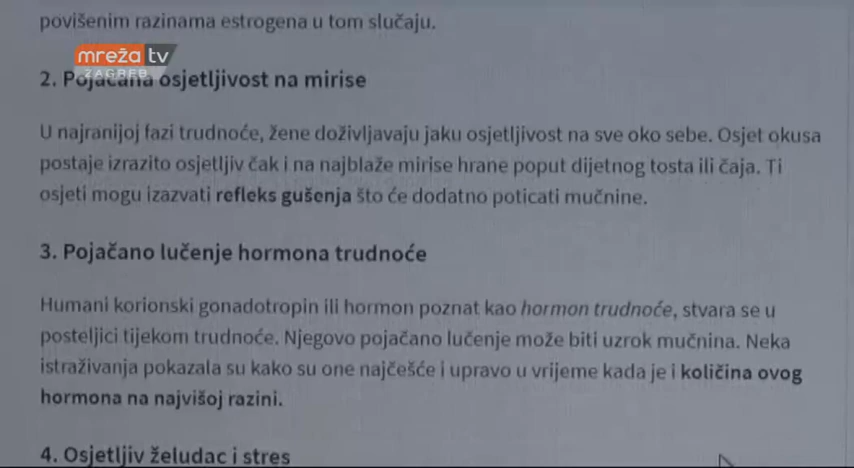 povišenim razinama estrogena u tom slučaju.
mreža tv
ZAGREB
2. Pojačana osjetljivost na mirise
U najranijoj fazi trudnoće, žene doživljavaju jaku osjetljivost na sve oko sebe. Osjet okusa
postaje izrazito osjetljiv čak i na najblaže mirise hrane poput dijetnog tosta ili čaja. Ti
osjeti mogu izazvati refleks gušenja što će dodatno poticati mučnine.
3. Pojačano lučenje hormona trudnoće
Humani korionski gonadotropin ili hormon poznat kao hormon trudnoće, stvara se u
posteljici tijekom trudnoće. Njegovo pojačano lučenje može biti uzrok mučnina. Neka
istraživanja pokazala su kako su one najčešće i upravo u vrijeme kada je i količina ovog
hormona na najvišoj razini.
4. Osjetljiv želudac i stres